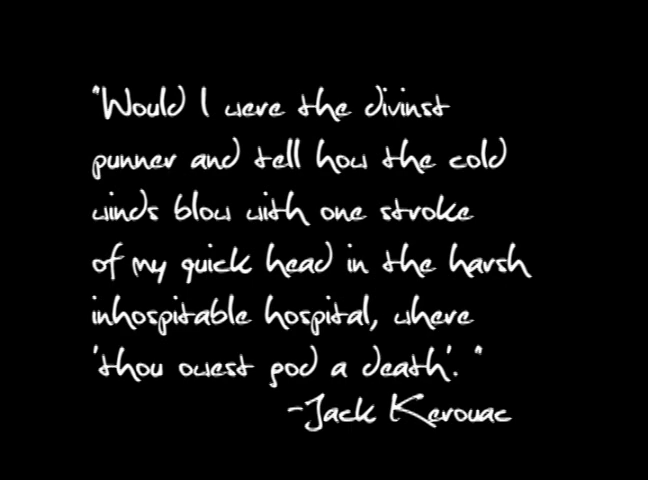 "Would I were the divinst
punner and tell how the cold
winds blow with one stroke
of my quick head in the harsh
inhospitable hospital, where
'thou owest god a death'. "
-Jack Kerouac